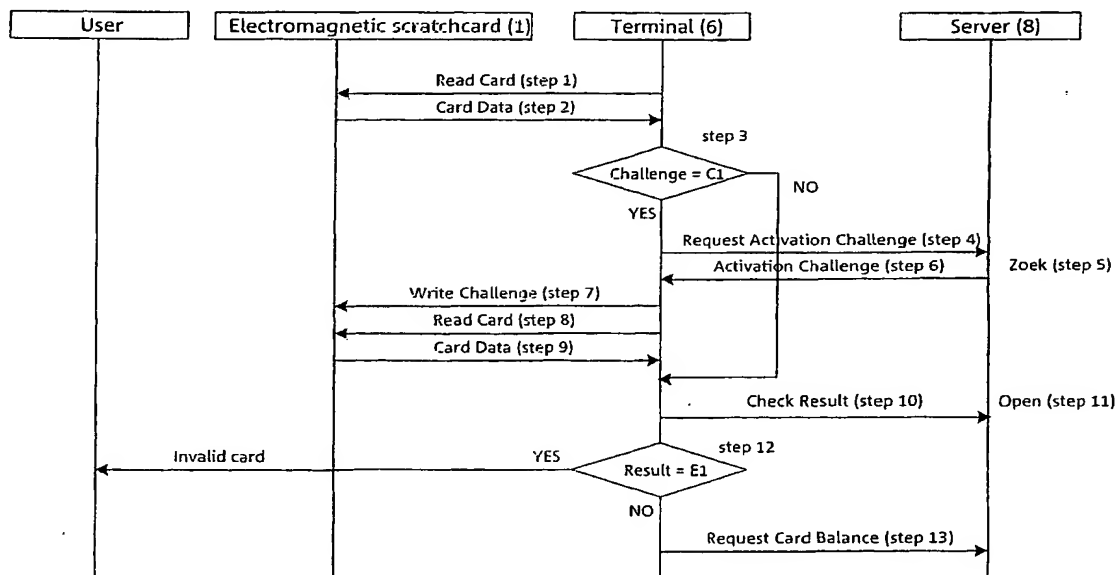 User
Electromagnetic scratchcard (1)
Terminal (6)
Server (8)
Read Card (step 1)
Card Data (step 2)
step 3
Challenge = C1
NO
YES
Request Activation Challenge (step 4)
Activation Challenge (step 6)
Zoek (step 5)
Write Challenge (step 7)
Read Card (step 8)
Card Data (step 9)
Check Result (step 10)
Open (step 11)
step 12
Invalid card
YES
Result = E1
NO
Request Card Balance (step 13)